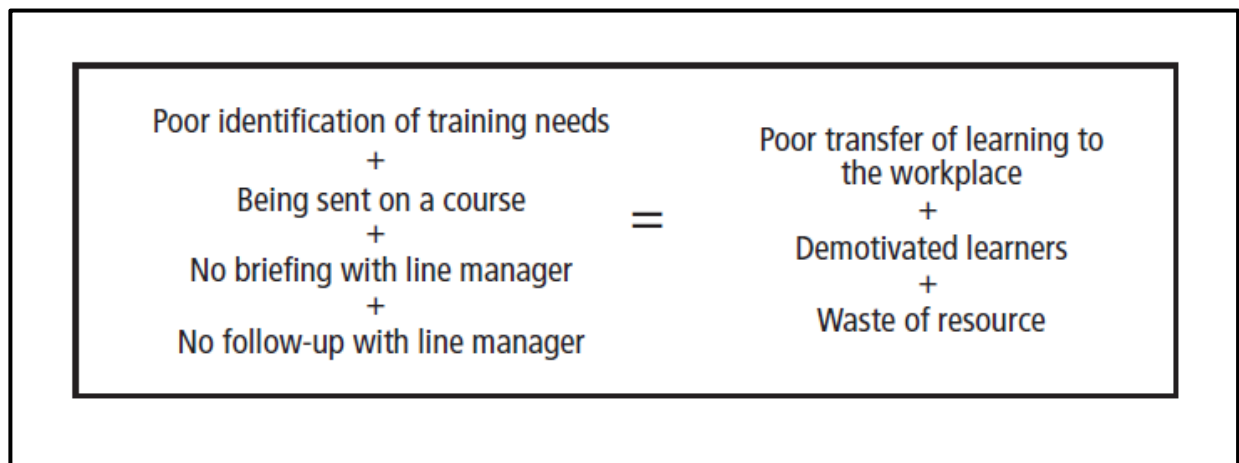 Poor identification of training needs
+
Being sent on a course
+
No briefing with line manager
+
No follow-up with line manager
=
Poor transfer of learning to
the workplace
+
Demotivated learners
+
Waste of resource